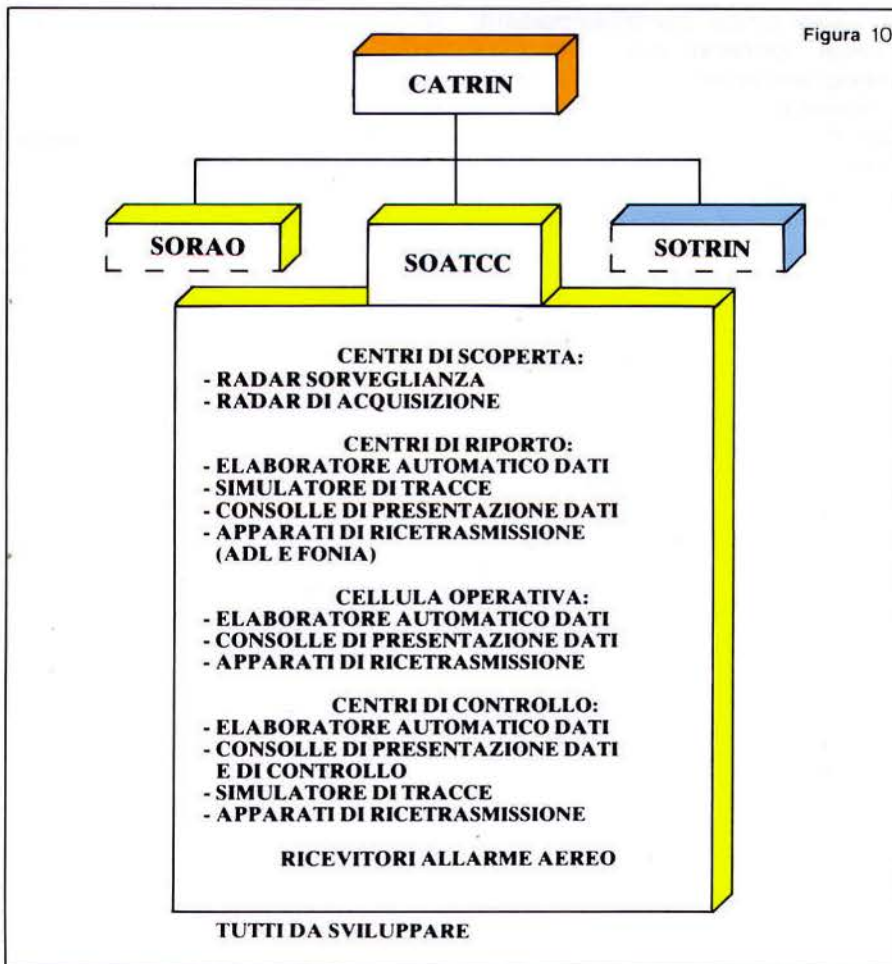 Figura 10
CATRIN
SORAO
SOATCC
SOTRIN
CENTRI DI SCOPERTA:
- RADAR SORVEGLIANZA
- RADAR DI ACQUISIZIONE
CENTRI DI RIPORTO:
- ELABORATORE AUTOMATICO DATI
- SIMULATORE DI TRACCE
- CONSOLLE DI PRESENTAZIONE DATI
- APPARATI DI RICETRASMISSIONE
(ADL E FONIA)
CELLULA OPERATIVA:
- ELABORATORE AUTOMATICO DATI
- CONSOLLE DI PRESENTAZIONE DATI
- APPARATI DI RICETRASMISSIONE
CENTRI DI CONTROLLO:
- ELABORATORE AUTOMATICO DATI
- CONSOLLE DI PRESENTAZIONE DATI
E DI CONTROLLO
- SIMULATORE DI TRACCE
- APPARATI DI RICETRASMISSIONE
RICEVITORI ALLARME AEREO
TUTTI DA SVILUPPARE